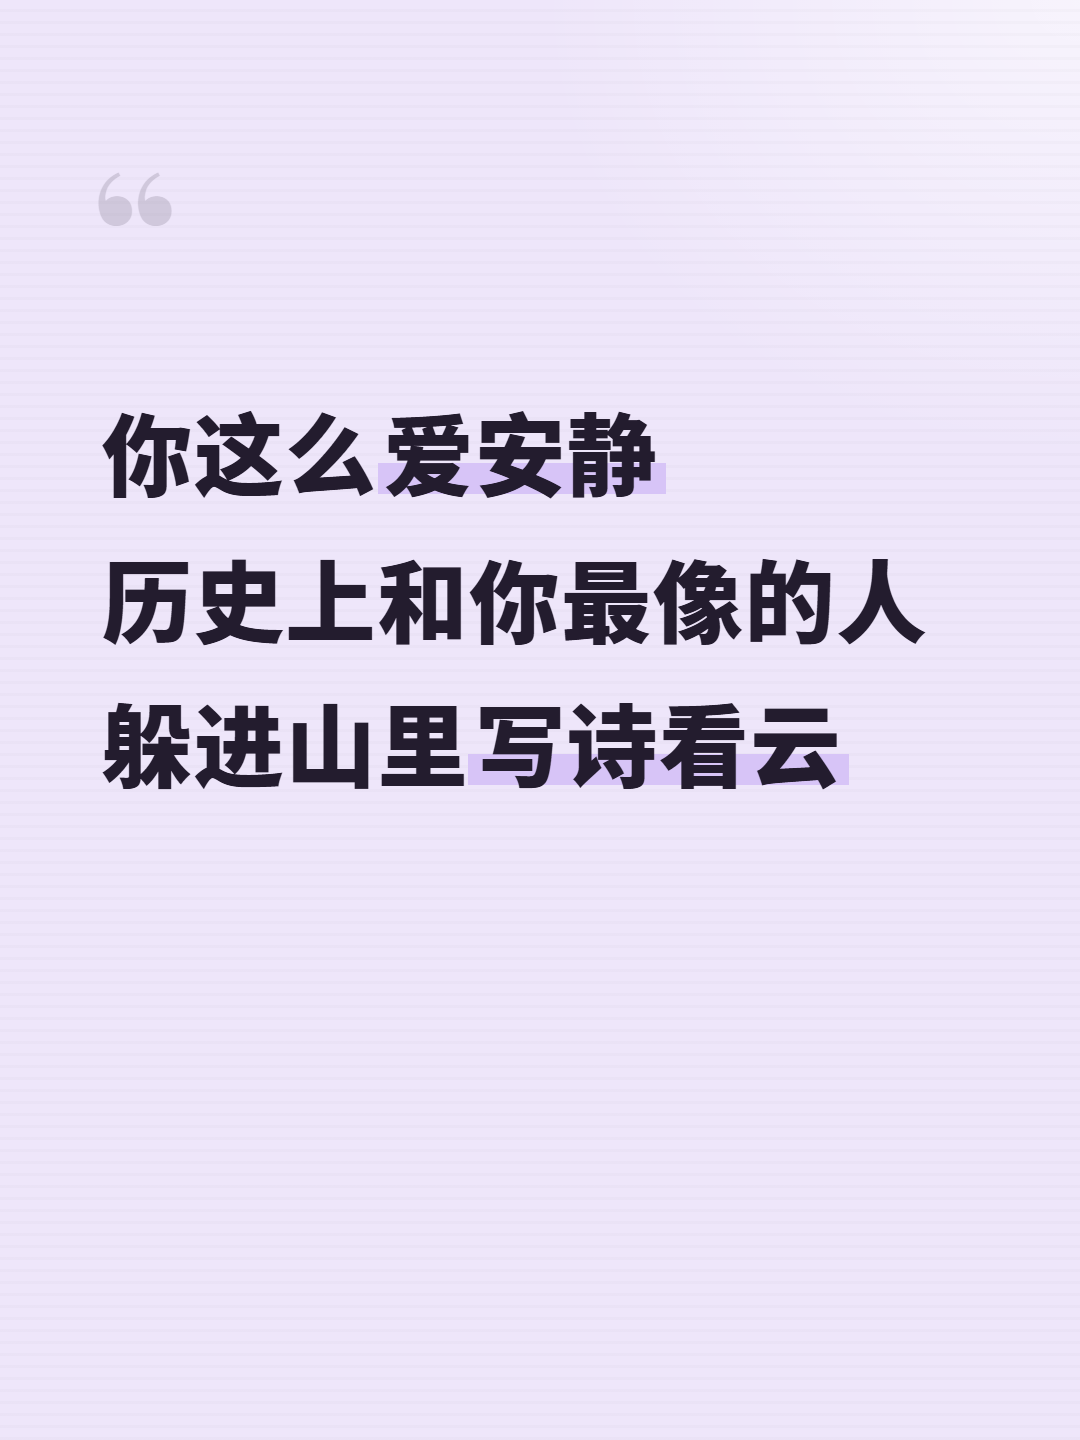 “
你这么爱安静
历史上和你最像的人
躲进山里写诗看云